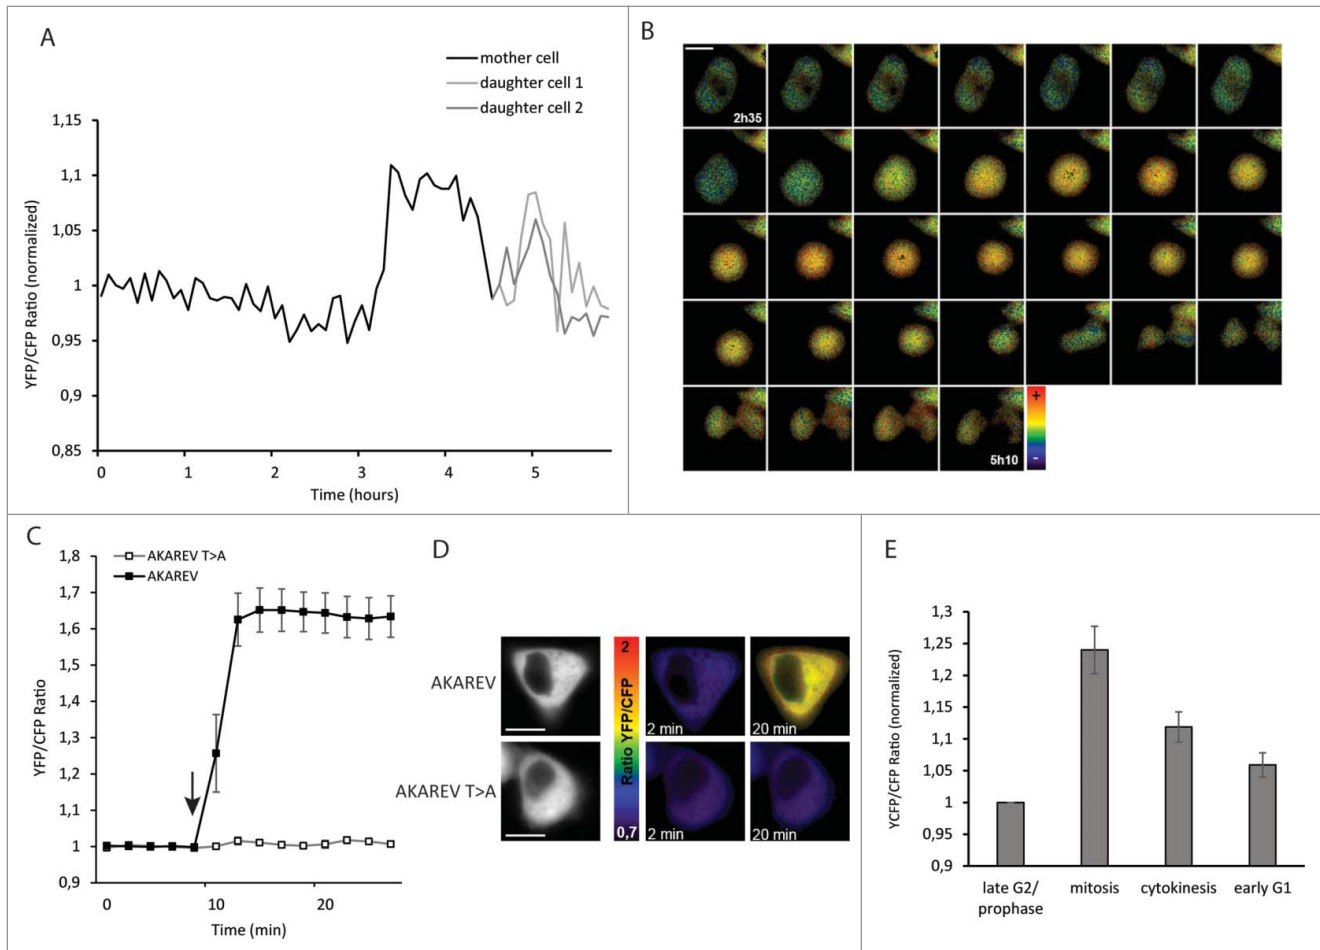 A
mother cell
daughter cell 1
daughter cell 2
1,15
1,1
1,05
1
0,95
0,9
0,85
YFP/CFP Ratio (normalized)
0 1 2 3 4 5
Time (hours)
B
2h35
5h10
+
-
C
AKAREV T>A
AKAREV
1,8
1,7
1,6
1,5
1,4
1,3
1,2
1,1
1
0,9
YFP/CFP Ratio
0 10 20
Time (min)
D
AKAREV
AKAREV T>A
2
Ratio YFP/CFP
0,7
2 min
20 min
2 min
20 min
E
1,3
1,25
1,2
1,15
1,1
1,05
1
0,95
0,9
YCFP/CFP Ratio (normalized)
late G2/ mitosis cytokinesis early G1
prophase